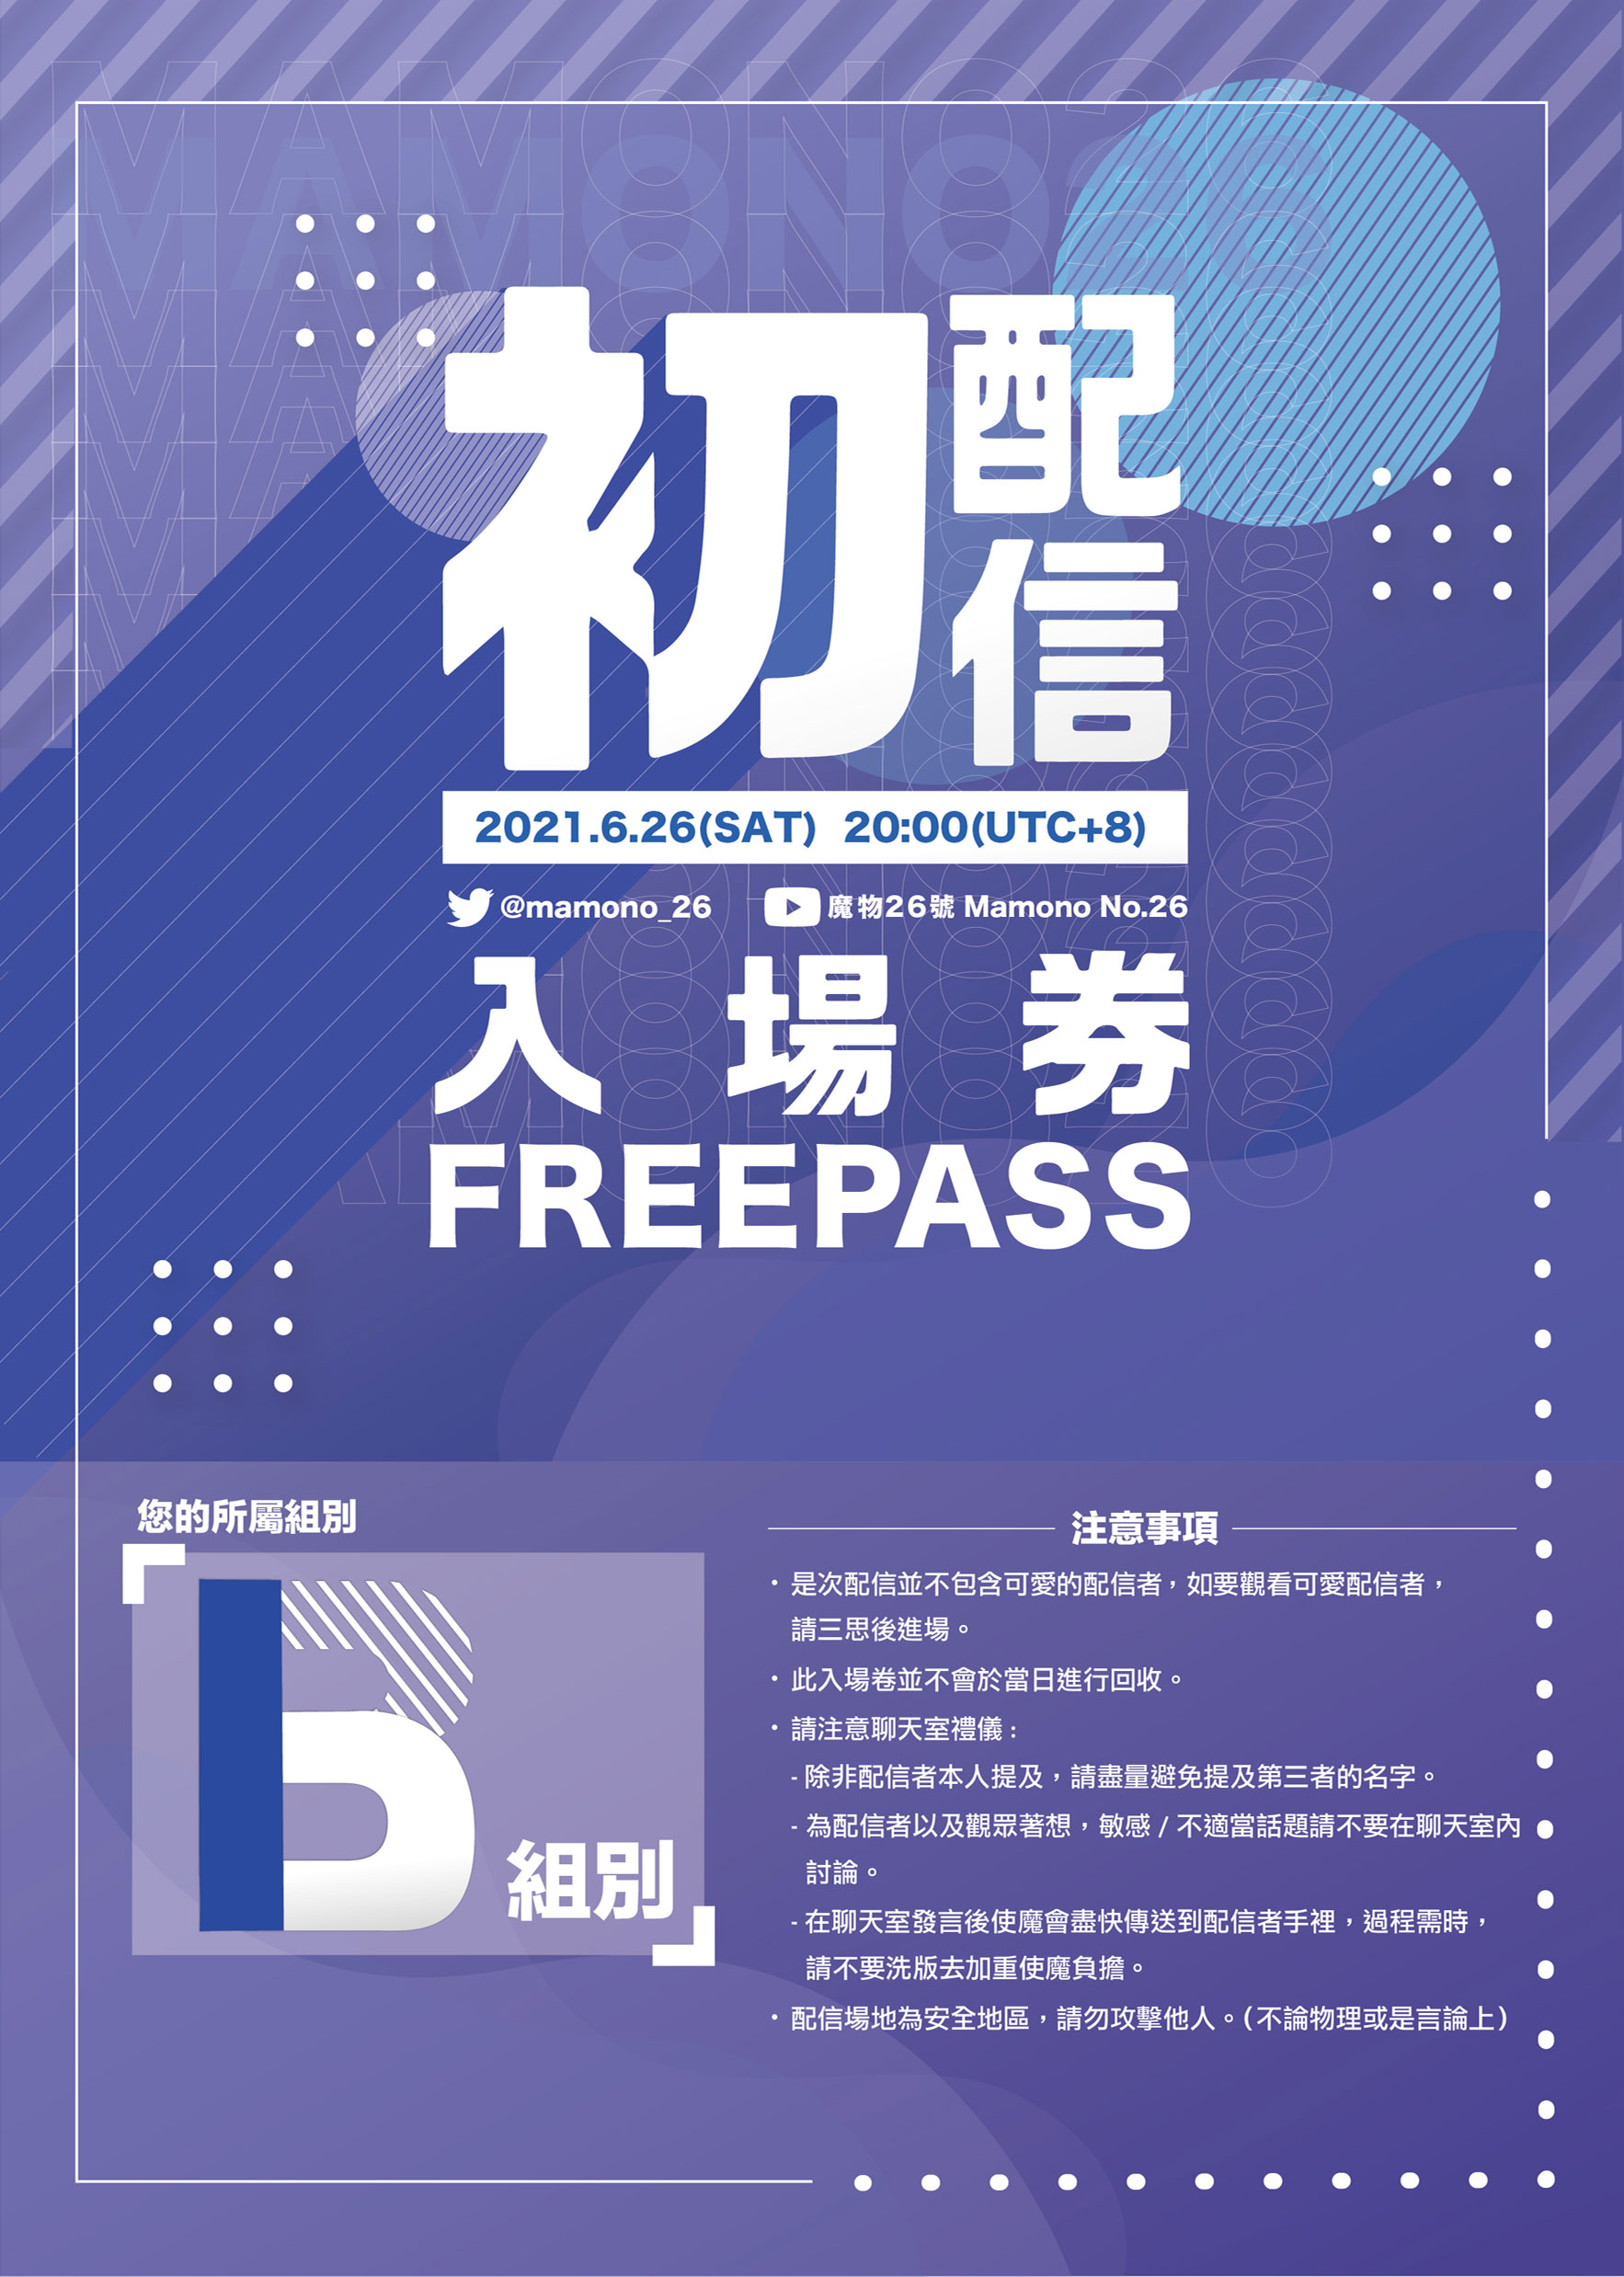 MAMONO26
初配信
2021.6.26(SAT) 20:00(UTC+8)
@mamono_26 魔物26號 Mamono No.26
入場券
FREEPASS
您的所屬組別
B組別
注意事項
・是次配信並不包含可愛的配信者，如要觀看可愛配信者，
請三思後進場。
・此入場卷並不會於當日進行回收。
・請注意聊天室禮儀：
- 除非配信者本人提及，請盡量避免提及第三者的名字。
- 為配信者以及觀眾著想，敏感 / 不適當話題請不要在聊天室內
討論。
- 在聊天室發言後使魔會盡快傳送到配信者手裡，過程需時，
請不要洗版去加重使魔負擔。
・配信場地為安全地區，請勿攻擊他人。(不論物理或是言論上)